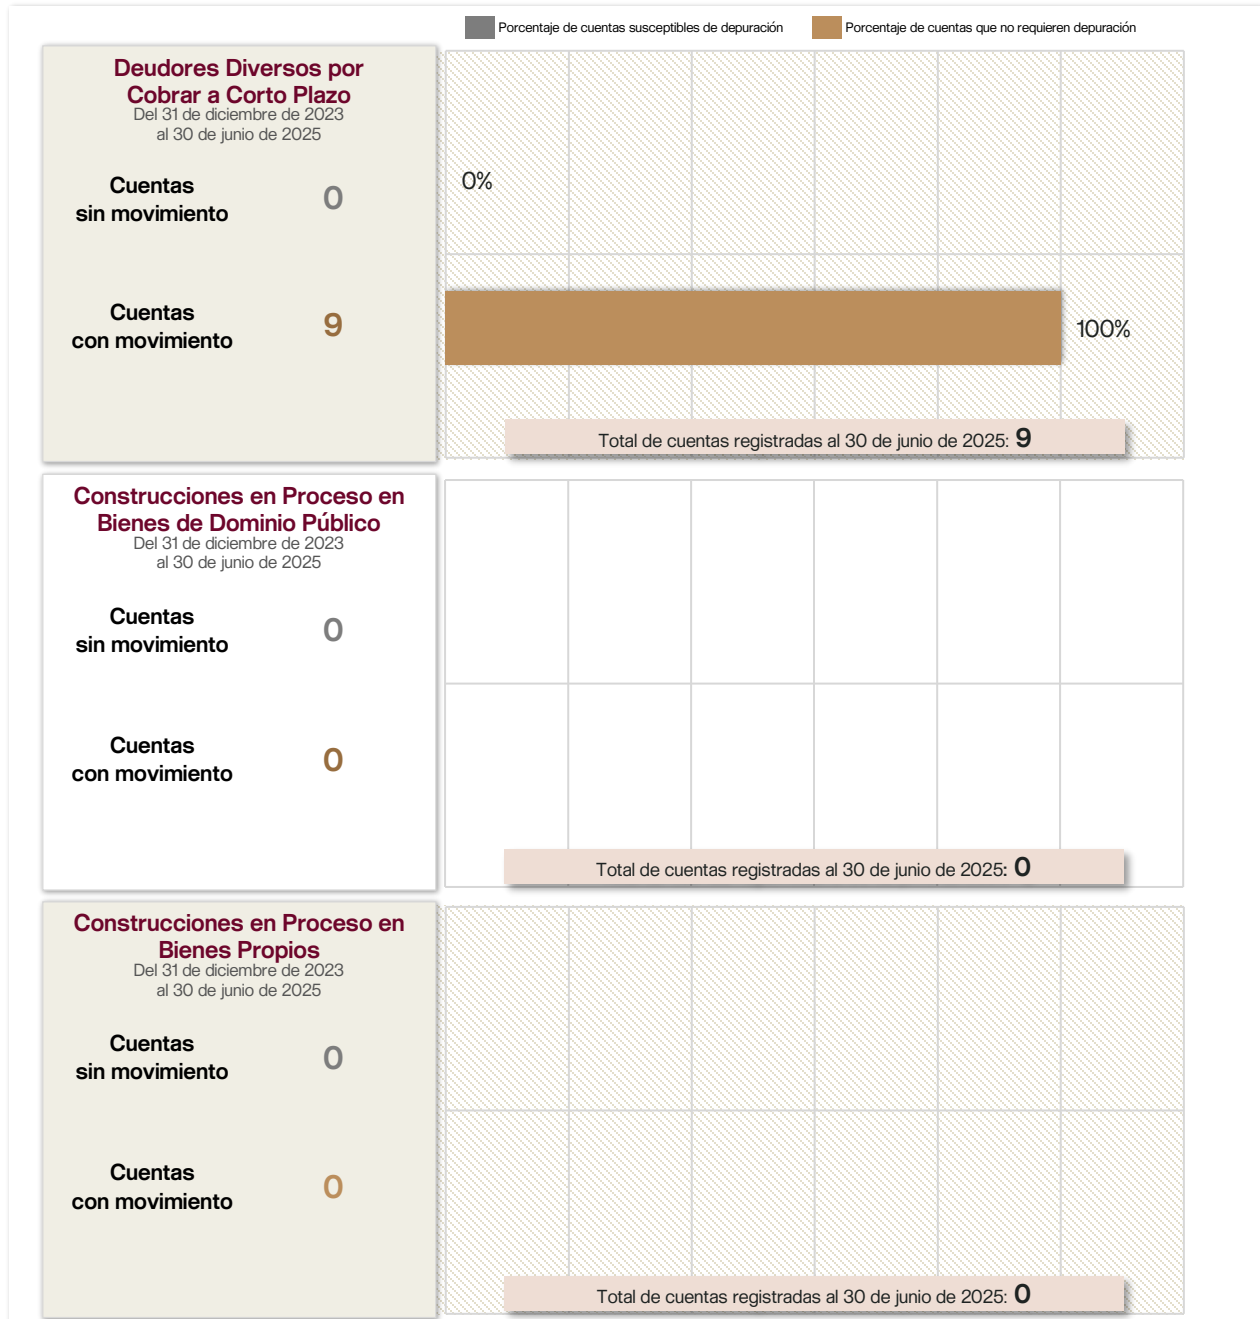 Porcentaje de cuentas susceptibles de depuración
Porcentaje de cuentas que no requieren depuración
Deudores Diversos por
Cobrar a Corto Plazo
Del 31 de diciembre de 2023
al 30 de junio de 2025
Cuentas
sin movimiento
0
0%
Cuentas
con movimiento
9
100%
Total de cuentas registradas al 30 de junio de 2025: 9
Construcciones en Proceso en
Bienes de Dominio Público
Del 31 de diciembre de 2023
al 30 de junio de 2025
Cuentas
sin movimiento
0
Cuentas
con movimiento
0
Total de cuentas registradas al 30 de junio de 2025: 0
Construcciones en Proceso en
Bienes Propios
Del 31 de diciembre de 2023
al 30 de junio de 2025
Cuentas
sin movimiento
0
Cuentas
con movimiento
0
Total de cuentas registradas al 30 de junio de 2025: 0